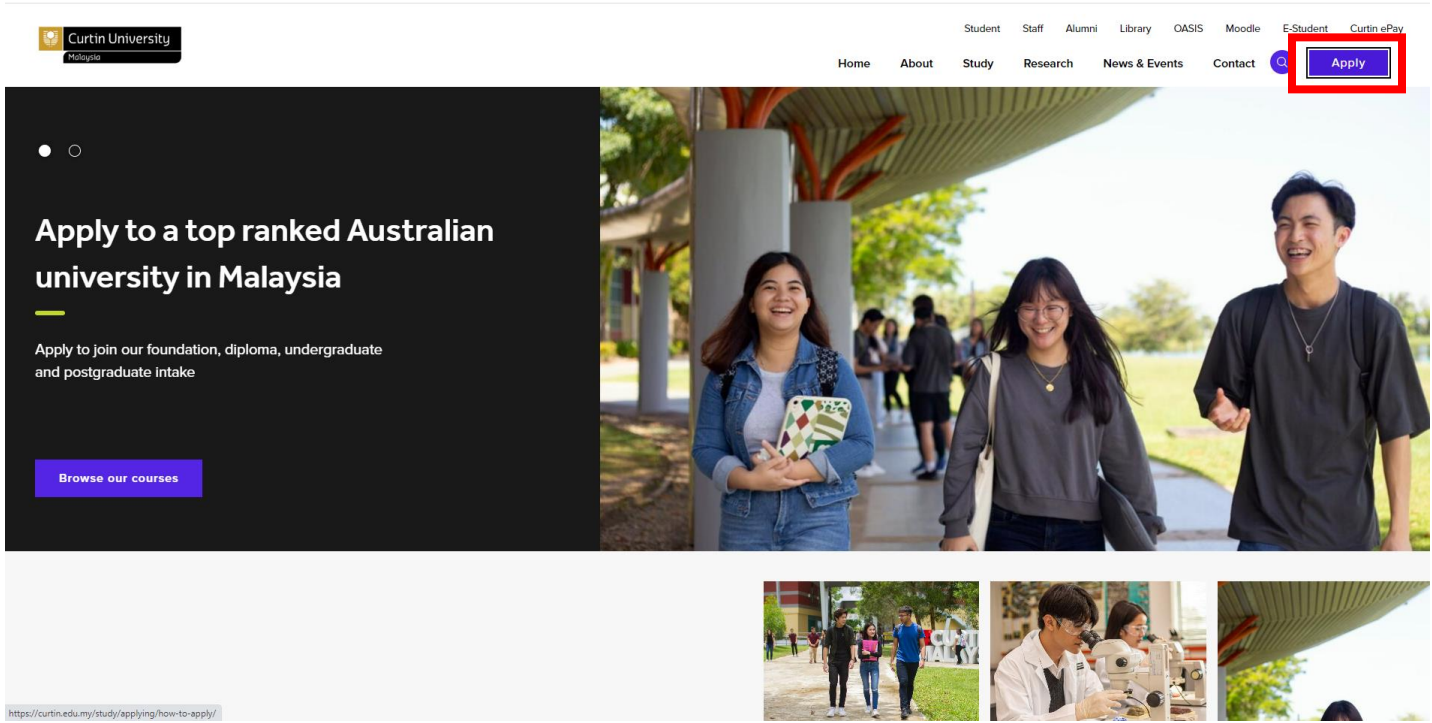 Curtin University
Malaysia
Student Staff Alumni Library OASIS Moodle E-Student Curtin ePay
Home About Study Research News & Events Contact Apply
Apply to a top ranked Australian
university in Malaysia
Apply to join our foundation, diploma, undergraduate
and postgraduate intake
Browse our courses
https://curtin.edu.my/study/applying/how-to-apply/